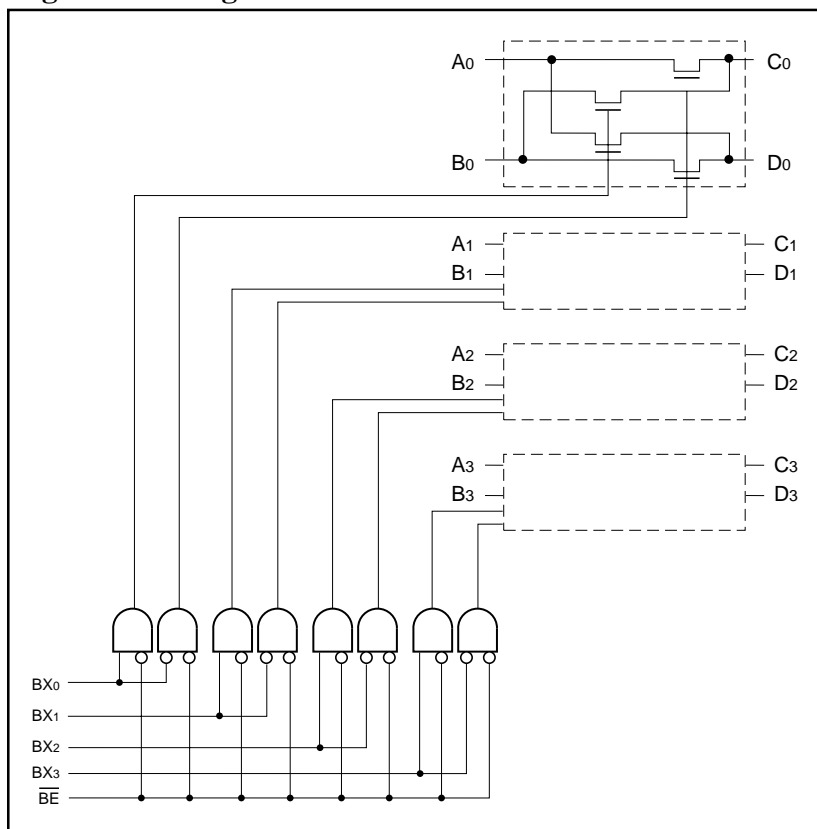 A0 C0
B0 D0
A1 C1
B1 D1
A2 C2
B2 D2
A3 C3
B3 D3
BX0
BX1
BX2
BX3
BE